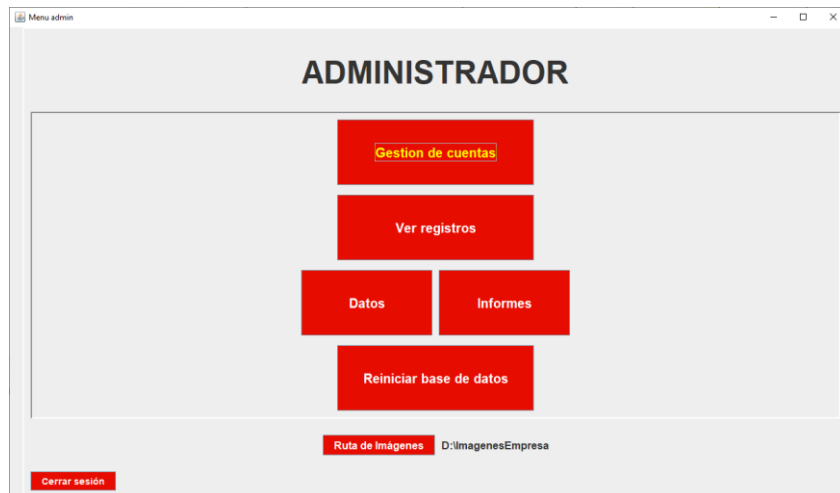 Menu admin
ADMINISTRADOR
Gestion de cuentas
Ver registros
Datos Informes
Reiniciar base de datos
Ruta de Imágenes D:\ImagenesEmpresa
Cerrar sesión